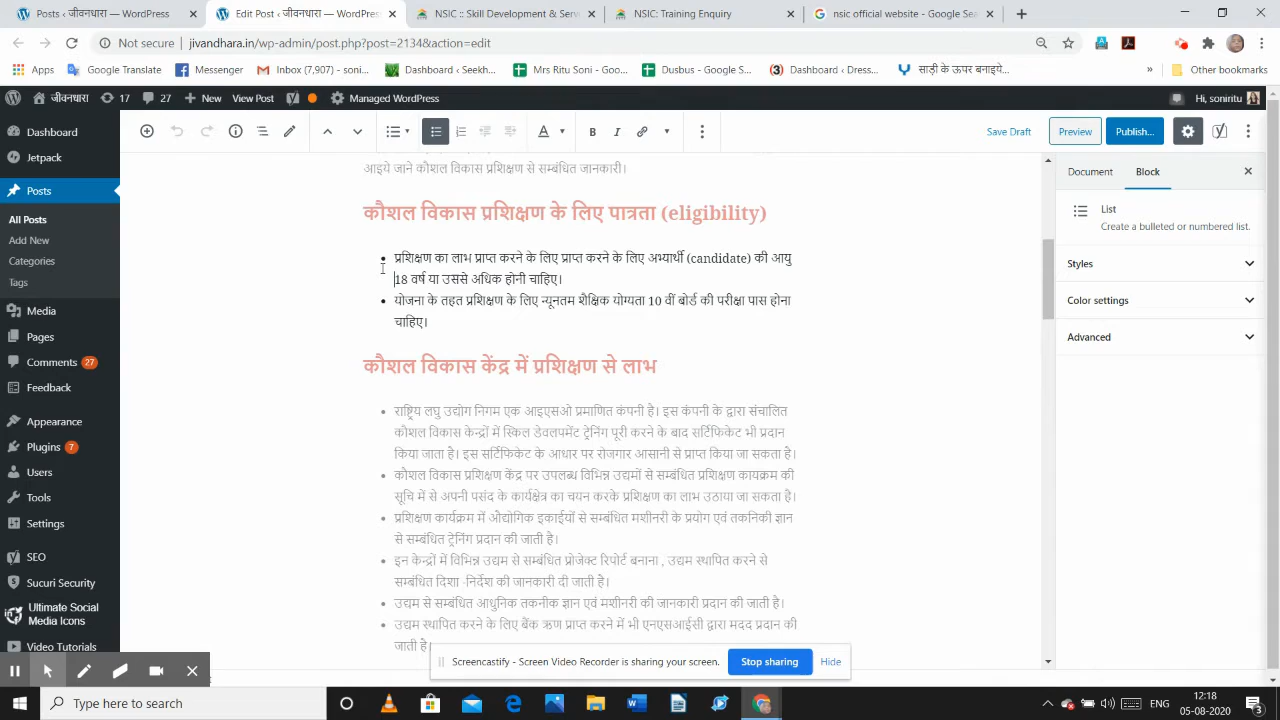 Edit Post ‹ जीवनधारा — WordP
NSIC :: Skill Development & Serv
NSIC: Training Enquiry
nsic official website - Google Sea
Not secure | jivandhara.in/wp-admin/post.php?post=2134&action=edit
Apps
Google Translate
Messenger
Inbox (7,907) - soni...
Dashboard ‹ Seekh...
Mrs Ritu Soni - Goo...
Dusbus - Google S...
Dashboard ‹ Dress...
साड़ी के ऊपर बनाइये...
»
Other bookmarks
जीवनधारा
17
27
New
View Post
Managed WordPress
Hi, soniritu
Dashboard
Jetpack
Posts
All Posts
Add New
Categories
Tags
Media
Pages
Comments 27
Feedback
Appearance
Plugins 7
Users
Tools
Settings
SEO
Sucuri Security
Ultimate Social
Media Icons
Video Tutorials
A
B
I
Save Draft
Preview
Publish...
आइये जाने कौशल विकास प्रशिक्षण से सम्बंधित जानकारी।
कौशल विकास प्रशिक्षण के लिए पात्रता (eligibility)
प्रशिक्षण का लाभ प्राप्त करने के लिए प्राप्त करने के लिए अभ्यार्थी (candidate) की आयु
18 वर्ष या उससे अधिक होनी चाहिए।
योजना के तहत प्रशिक्षण के लिए न्यूनतम शैक्षिक योग्यता 10 वीं बोर्ड की परीक्षा पास होना
चाहिए।
कौशल विकास केंद्र में प्रशिक्षण से लाभ
राष्ट्रिय लघु उद्योग निगम एक आइएसओ प्रमाणित कंपनी है। इस कंपनी के द्वारा संचालित
कौशल विकास केन्द्रों में स्किल डेवलपमेंट ट्रेनिंग पूरी करने के बाद सर्टिफिकेट भी प्रदान
किया जाता है। इस सर्टिफिकेट के आधार पर रोजगार आसानी से प्राप्त किया जा सकता है।
कौशल विकास प्रशिक्षण केंद्र पर उपलब्ध विभिन्न उद्यमों से सम्बंधित प्रशिक्षण कायक्रम की
सूचि में से अपनी पसंद के कार्यक्षेत्र का चयन करके प्रशिक्षण का लाभ उठाया जा सकता है।
प्रशिक्षण कार्यक्रम में औद्योगिक इकाईयों से सम्बंधित मशीनरी के प्रयोग एवं तकनिकी ज्ञान
से सम्बंधित ट्रेनिंग प्रदान की जाती है।
इन केन्द्रों में विभिन्न उद्यम से सम्बंधित प्रोजेक्ट रिपोर्ट बनाना , उद्यम स्थापित करने से
सम्बंधित दिशा -निर्देश की जानकारी दी जाती है।
उद्यम से सम्बंधित आधुनिक तकनीक ज्ञान एवं मशीनरी की जानकारी प्रदान की जाती है।
उद्यम स्थापित करने के लिए बैंक ऋण प्राप्त करने में भी एनएसआईसी द्वारा मदद प्रदान की
जाती है।
Document
Block
List
Create a bulleted or numbered list.
Styles
Color settings
Advanced
Screencastify - Screen Video Recorder is sharing your screen.
Stop sharing
Hide
Type here to search
ENG
12:18
05-08-2020
3